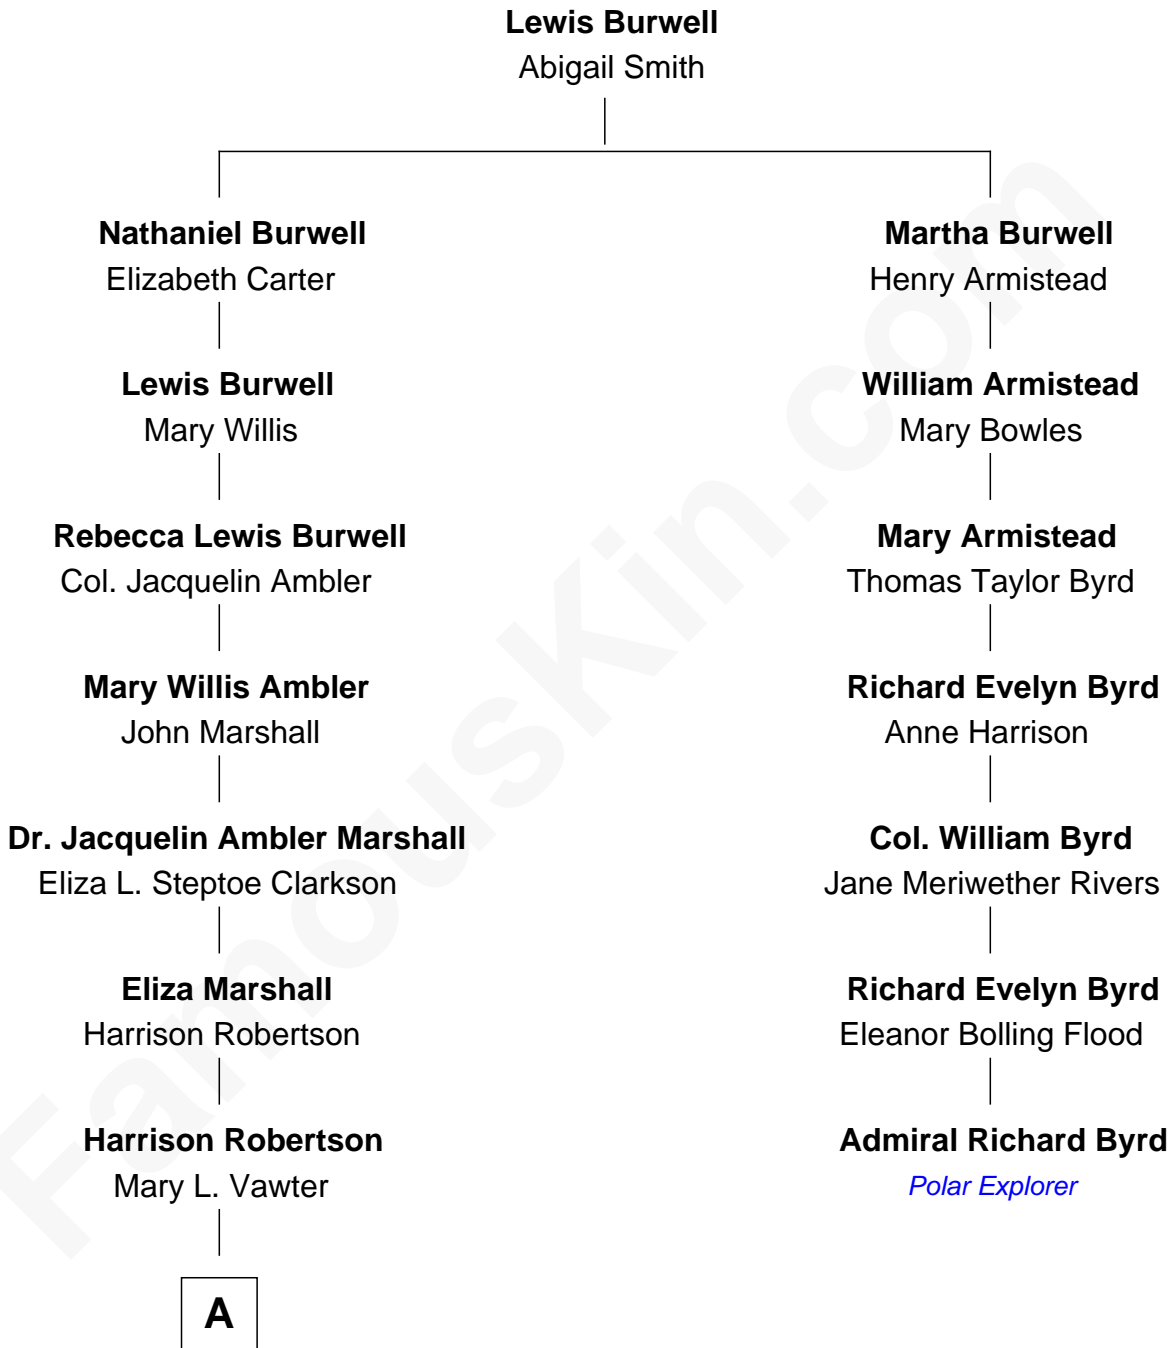 Lewis Burwell
Abigail Smith
Nathaniel Burwell
Elizabeth Carter
Martha Burwell
Henry Armistead
Lewis Burwell
Mary Willis
William Armistead
Mary Bowles
Rebecca Lewis Burwell
Col. Jacquelin Ambler
Mary Armistead
Thomas Taylor Byrd
Mary Willis Ambler
John Marshall
Richard Evelyn Byrd
Anne Harrison
Dr. Jacquelin Ambler Marshall
Eliza L. Steptoe Clarkson
Col. William Byrd
Jane Meriwether Rivers
Eliza Marshall
Harrison Robertson
Richard Evelyn Byrd
Eleanor Bolling Flood
Harrison Robertson
Mary L. Vawter
Admiral Richard Byrd
Polar Explorer
A
FamousKin.com